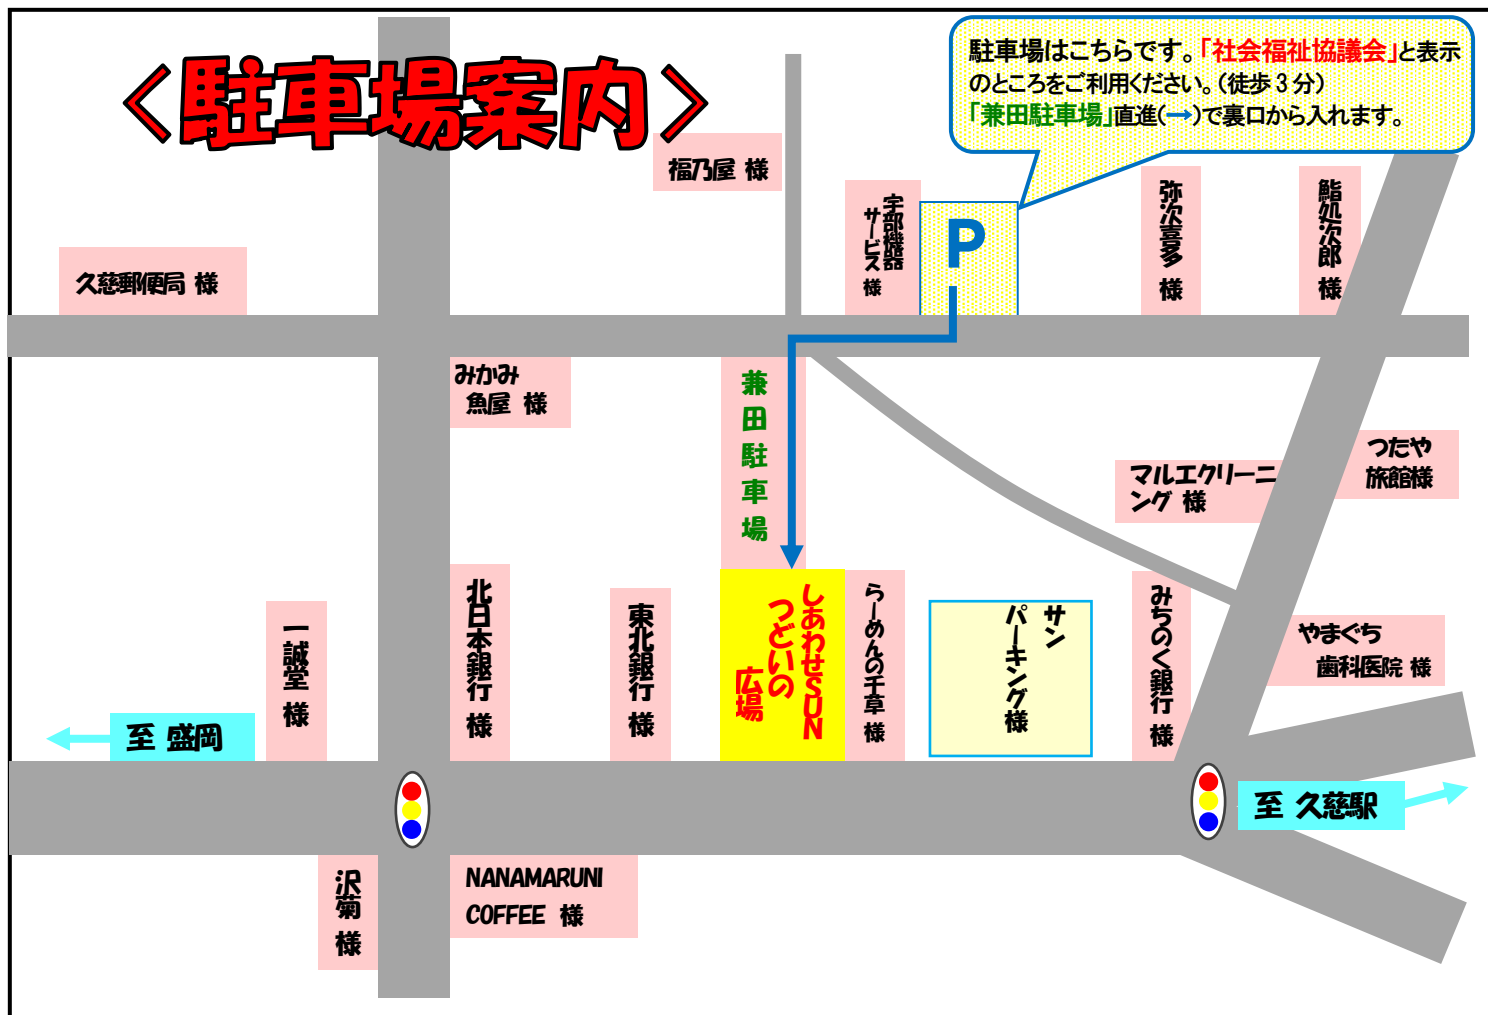 ＜駐車場案内＞
駐車場はこちらです。「社会福祉協議会」と表示
のところをご利用ください。(徒歩３分)
「兼田駐車場」直進(→)で裏口から入れます。
福乃屋 様
宇部機器
サービス 様
P
弥次喜多 様
鮨処次郎 様
久慈郵便局 様
みかみ
魚屋 様
兼田駐車場
つたや
旅館様
マルエクリーニ
ング 様
一誠堂 様
北日本銀行 様
東北銀行 様
しあわせSUN
つどいの
広場
らーめんの千草 様
サン
パーキング様
みちのく銀行 様
やまぐち
歯科医院 様
至 盛岡
至 久慈駅
沢菊 様
NANAMARUNI
COFFEE 様